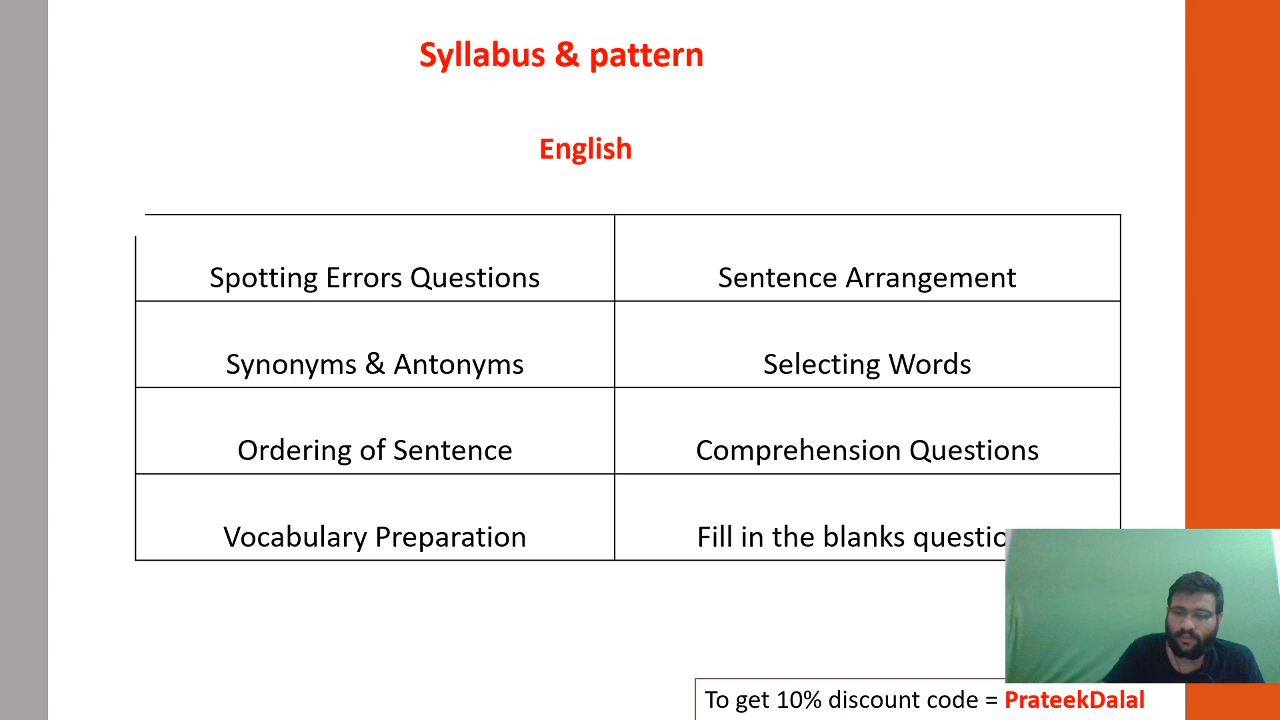 Syllabus & pattern
English
Spotting Errors Questions
Sentence Arrangement
Synonyms & Antonyms
Selecting Words
Ordering of Sentence
Comprehension Questions
Vocabulary Preparation
Fill in the blanks
To get 10% discount code = PrateekDalal